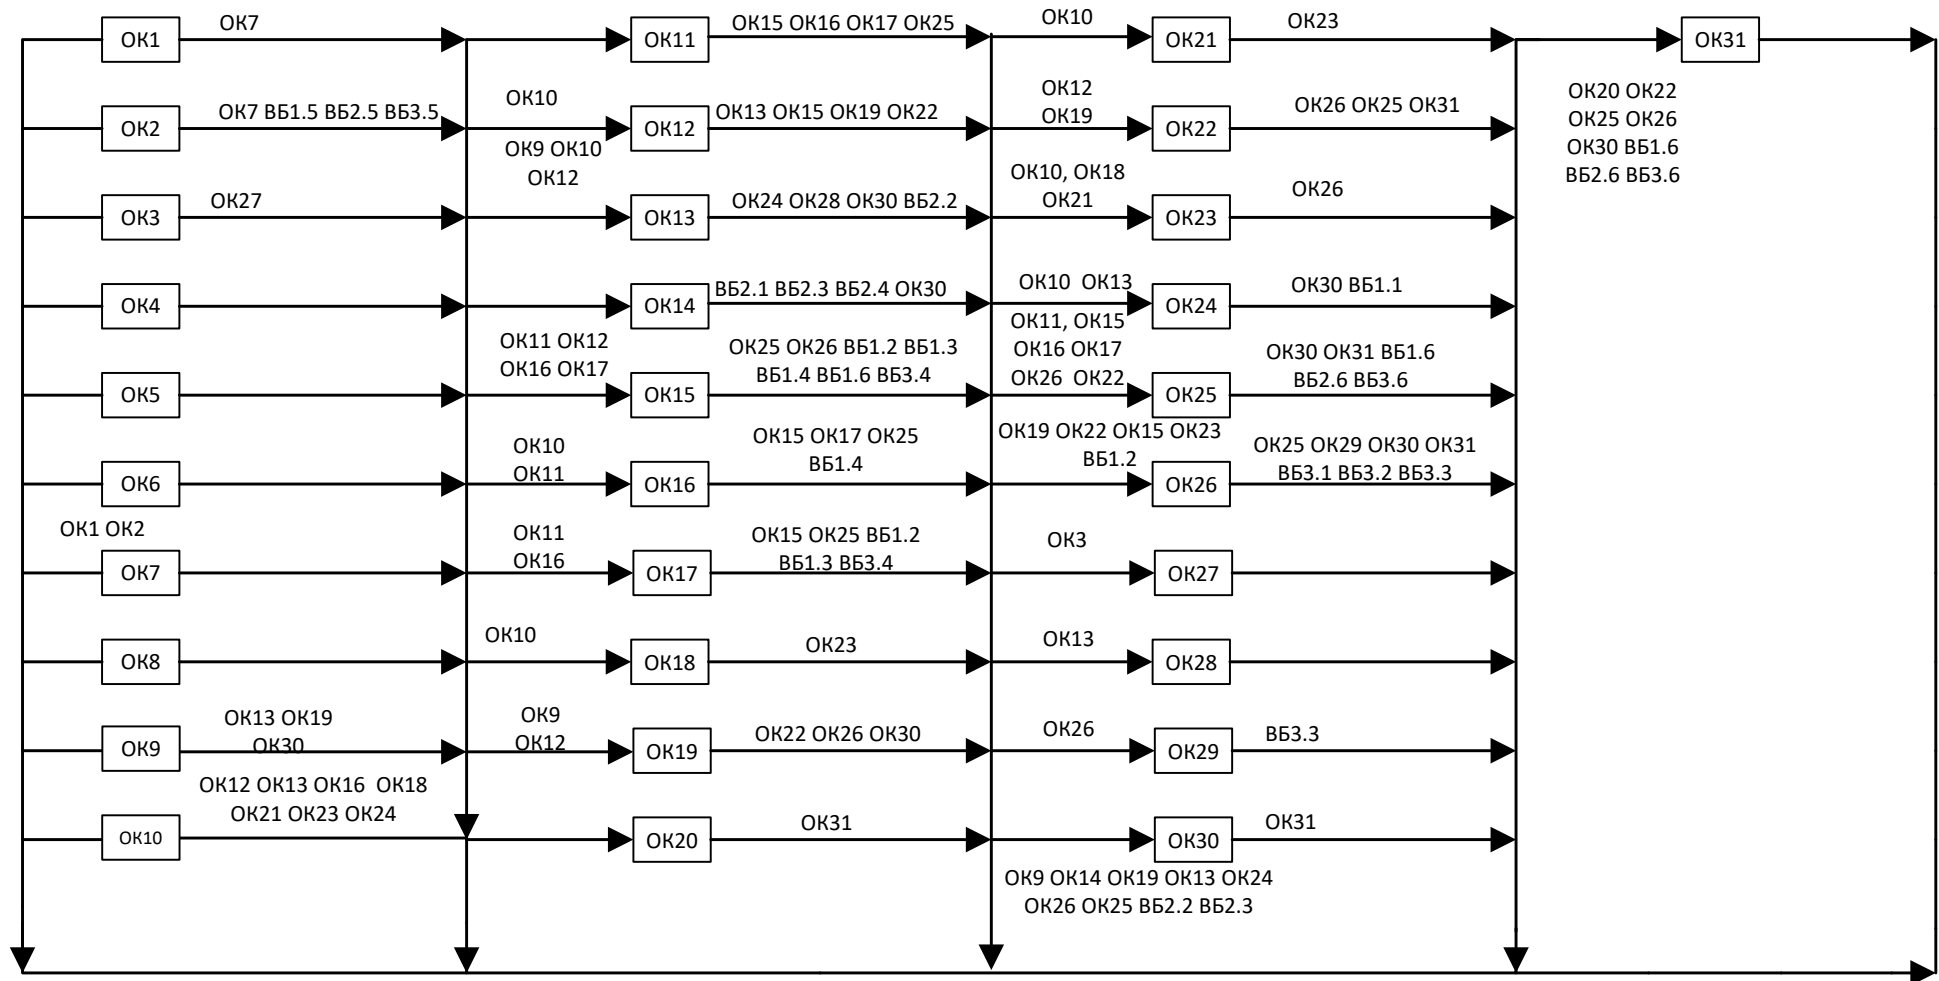 ОК1
ОК7
ОК11
ОК15 ОК16 ОК17 ОК25
ОК10
ОК21
ОК23
ОК31
ОК2
ОК7 ВБ1.5 ВБ2.5 ВБ3.5
ОК10
ОК12
ОК13 ОК15 ОК19 ОК22
ОК12
ОК19
ОК22
ОК26 ОК25 ОК31
ОК20 ОК22
ОК25 ОК26
ОК30 ВБ1.6
ВБ2.6 ВБ3.6
ОК3
ОК27
ОК9 ОК10
ОК12
ОК13
ОК24 ОК28 ОК30 ВБ2.2
ОК10, ОК18
ОК21
ОК23
ОК26
ОК4
ОК14
ВБ2.1 ВБ2.3 ВБ2.4 ОК30
ОК10 ОК13
ОК24
ОК30 ВБ1.1
ОК5
ОК11 ОК12
ОК16 ОК17
ОК15
ОК25 ОК26 ВБ1.2 ВБ1.3
ВБ1.4 ВБ1.6 ВБ3.4
ОК11, ОК15
ОК16 ОК17
ОК26 ОК22
ОК25
ОК30 ОК31 ВБ1.6
ВБ2.6 ВБ3.6
ОК6
ОК10
ОК11
ОК16
ОК15 ОК17 ОК25
ВБ1.4
ОК19 ОК22 ОК15 ОК23
ВБ1.2
ОК26
ОК25 ОК29 ОК30 ОК31
ВБ3.1 ВБ3.2 ВБ3.3
ОК1 ОК2
ОК7
ОК11
ОК16
ОК17
ОК15 ОК25 ВБ1.2
ВБ1.3 ВБ3.4
ОК3
ОК27
ОК8
ОК10
ОК18
ОК23
ОК13
ОК28
ОК9
ОК13 ОК19
ОК30
ОК9
ОК12
ОК19
ОК22 ОК26 ОК30
ОК26
ОК29
ВБ3.3
ОК10
ОК12 ОК13 ОК16 ОК18
ОК21 ОК23 ОК24
ОК20
ОК31
ОК30
ОК31
ОК9 ОК14 ОК19 ОК13 ОК24
ОК26 ОК25 ВБ2.2 ВБ2.3